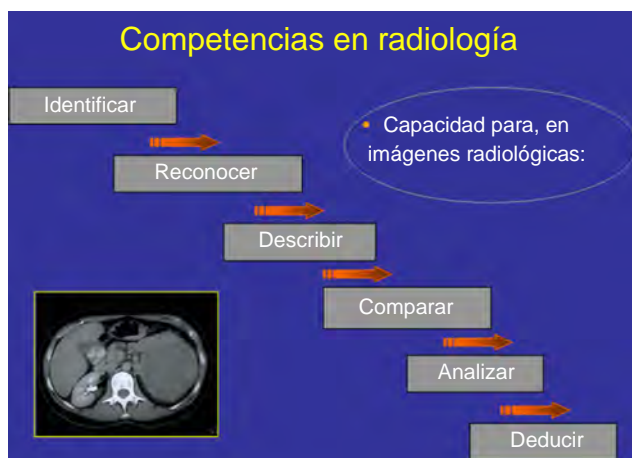 Competencias en radiología
Identificar
• Capacidad para, en
imágenes radiológicas:
Reconocer
Describir
Comparar
Analizar
Deducir